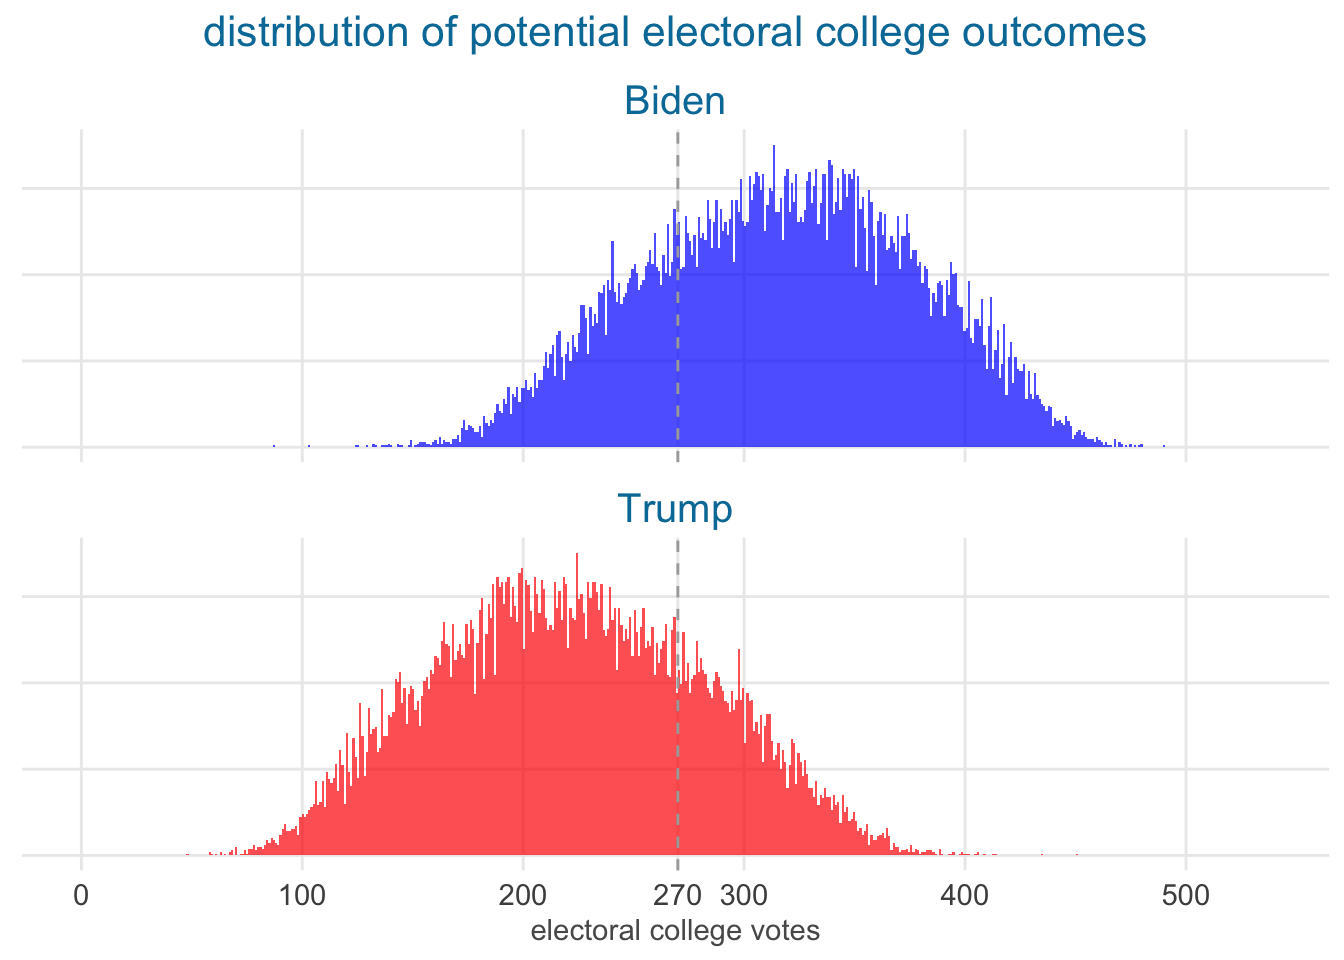 distribution of potential electoral college outcomes
Biden
Trump
0 100 200 270 300 400 500
electoral college votes